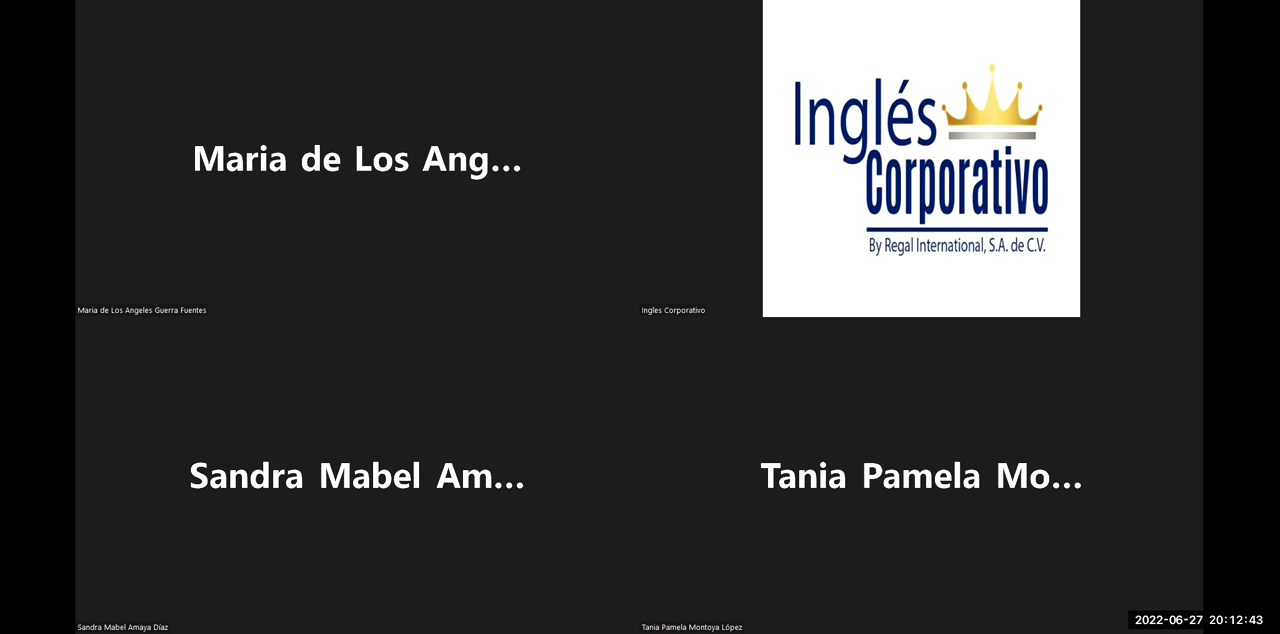 Maria de Los Ang...
Inglés
Corporativo
By Regal International, S.A. de C.V.
Maria de Los Angeles Guerra Fuentes
Ingles Corporativo
Sandra Mabel Am...
Tania Pamela Mo...
Sandra Mabel Amaya Díaz
Tania Pamela Montoya López
2022-06-27 20:12:43